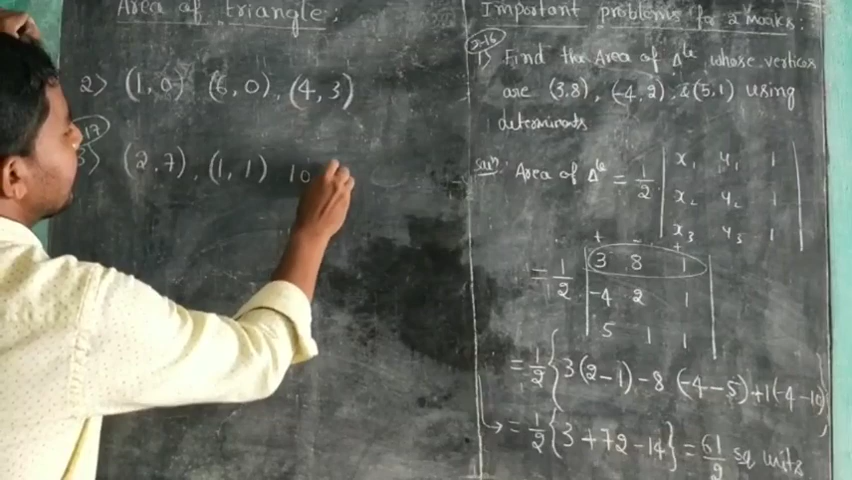 Area of triangle:
2> (1,0) (6,0), (4,3)
17
3> (2,7), (1,1) 10
Important problems for 2 marks:
1) Find the Area of Δle whose vertices
are (3,8), (-4,2), &(5,1) using
determinants
Area of Δle = 1/2 | x₁ y₁ 1
x₂ y₂ 1
x₃ y₃ 1 |
+ - +
= 1/2 | 3 8 1
-4 2 1
5 1 1 |
= 1/2 { 3(2-1) -8 (-4-5) +1(-4-10) }
→ = 1/2 { 3+72-14 } = 61/2 sq units